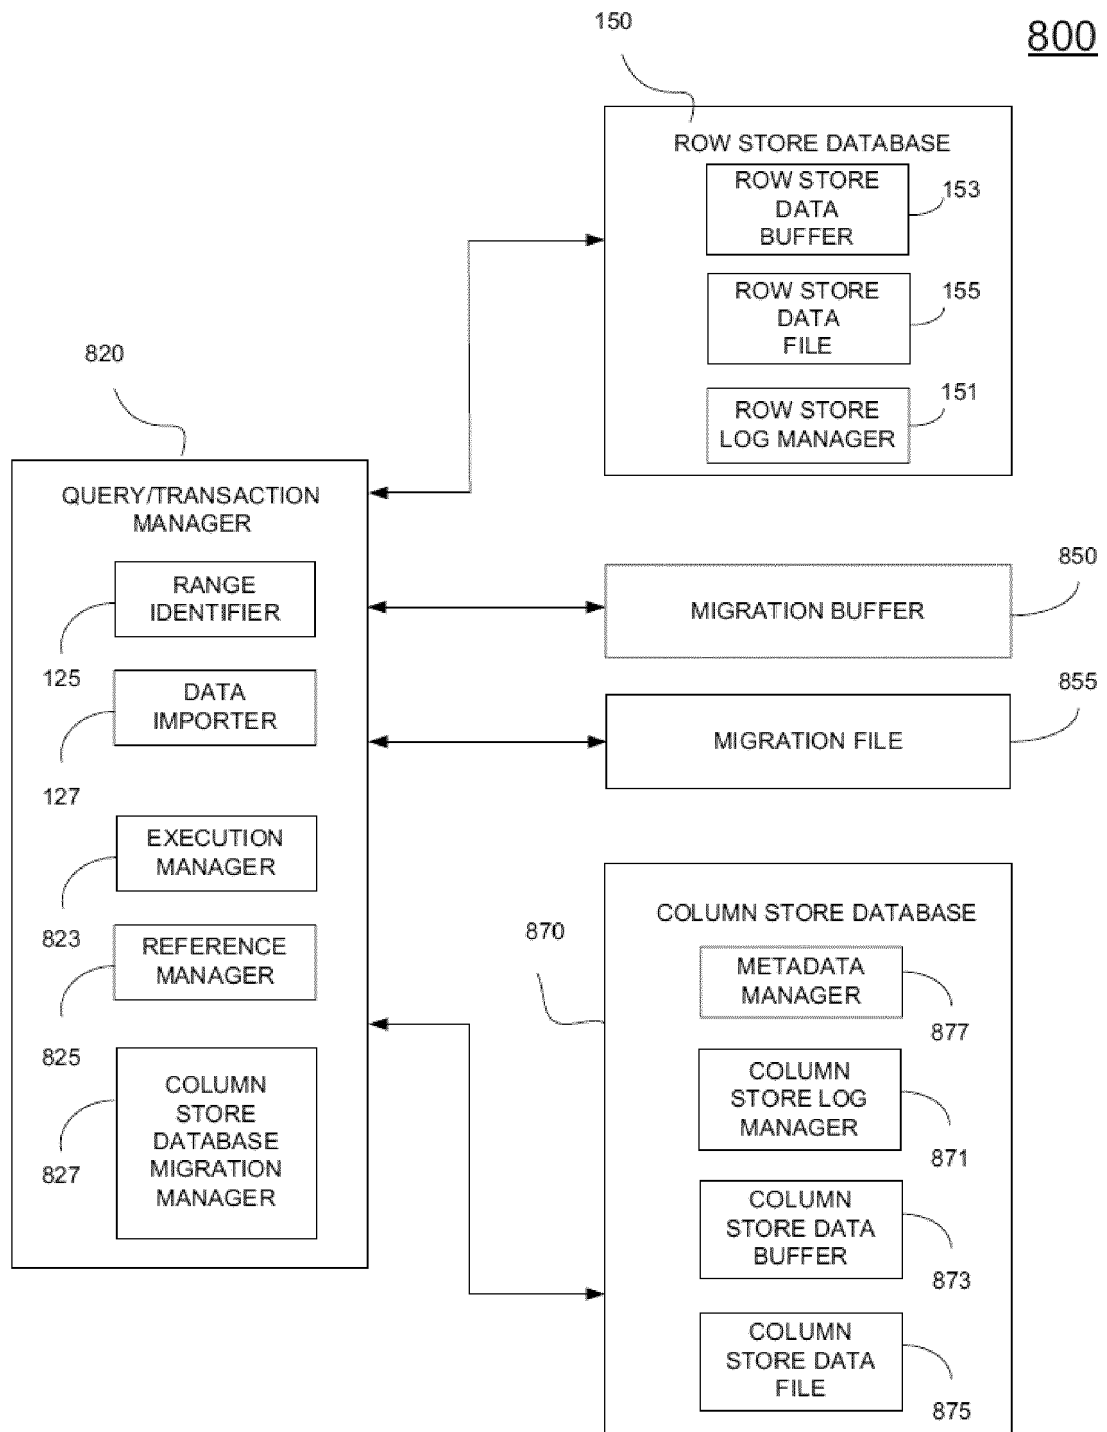 800
150
ROW STORE DATABASE
ROW STORE
DATA
BUFFER
153
ROW STORE
DATA
FILE
155
ROW STORE
LOG MANAGER
151
820
QUERY/TRANSACTION
MANAGER
RANGE
IDENTIFIER
125
DATA
IMPORTER
127
EXECUTION
MANAGER
823
REFERENCE
MANAGER
825
COLUMN
STORE
DATABASE
MIGRATION
MANAGER
827
MIGRATION BUFFER
850
MIGRATION FILE
855
870
COLUMN STORE DATABASE
METADATA
MANAGER
877
COLUMN
STORE LOG
MANAGER
871
COLUMN
STORE DATA
BUFFER
873
COLUMN
STORE DATA
FILE
875